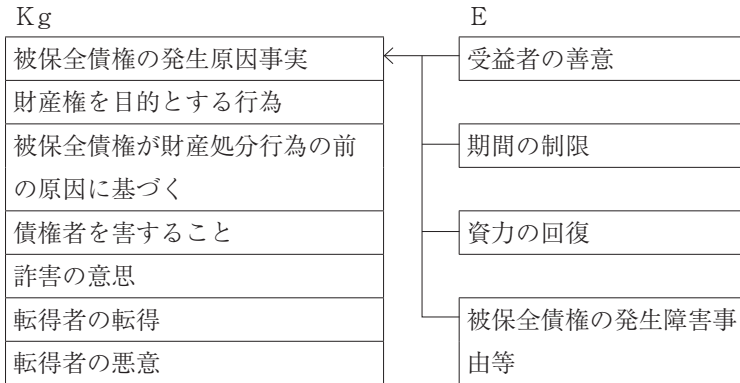 Ｋｇ
被保全債権の発生原因事実
財産権を目的とする行為
被保全債権が財産処分行為の前
の原因に基づく
債権者を害すること
詐害の意思
転得者の転得
転得者の悪意
Ｅ
受益者の善意
期間の制限
資力の回復
被保全債権の発生障害事
由等